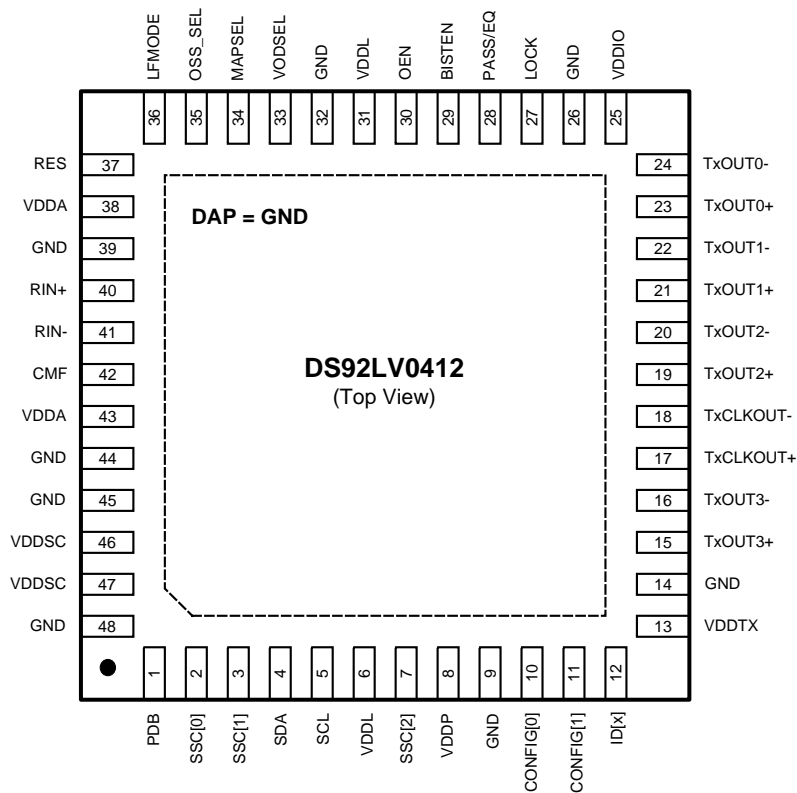 LFMODE
OSS_SEL
MAPSEL
VODSEL
GND
VDDL
OEN
BISTEN
PASS/EQ
LOCK
GND
VDDIO
36
35
34
33
32
31
30
29
28
27
26
25
RES 37
VDDA 38
GND 39
RIN+ 40
RIN- 41
CMF 42
VDDA 43
GND 44
GND 45
VDDSC 46
VDDSC 47
GND 48
DAP = GND
DS92LV0412
(Top View)
24 TxOUT0-
23 TxOUT0+
22 TxOUT1-
21 TxOUT1+
20 TxOUT2-
19 TxOUT2+
18 TxCLKOUT-
17 TxCLKOUT+
16 TxOUT3-
15 TxOUT3+
14 GND
13 VDDTX
1
2
3
4
5
6
7
8
9
10
11
12
PDB
SSC[0]
SSC[1]
SDA
SCL
VDDL
SSC[2]
VDDP
GND
CONFIG[0]
CONFIG[1]
ID[x]